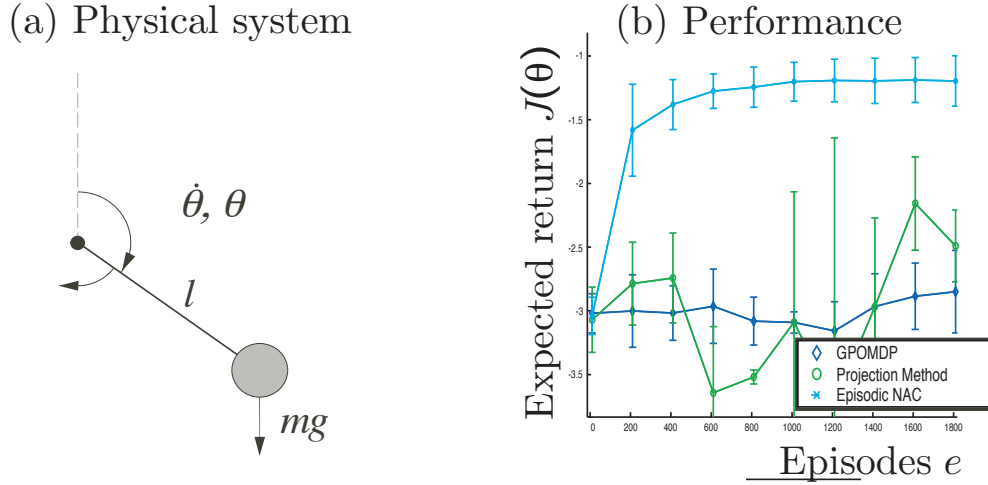 (a) Physical system
θ̇, θ
l
mg
(b) Performance
Expected return J(θ)
-1
-1.5
-2
-2.5
-3
-3.5
0 200 400 600 800 1000 1200 1400 1600 1800
GPOMDP
Projection Method
Episodic NAC
Episodes e